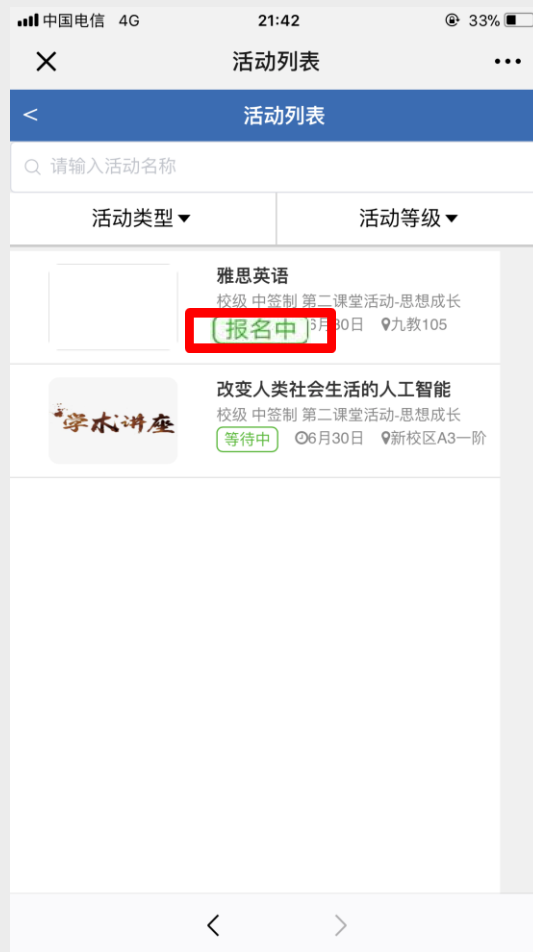 中国电信 4G 21:42 33%
活动列表
< 活动列表
请输入活动名称
活动类型 活动等级
雅思英语
校级 中签制 第二课堂活动-思想成长
报名中 6月30日 九教105
改变人类社会生活的人工智能
学术讲座
校级 中签制 第二课堂活动-思想成长
等待中 6月30日 新校区A3一阶